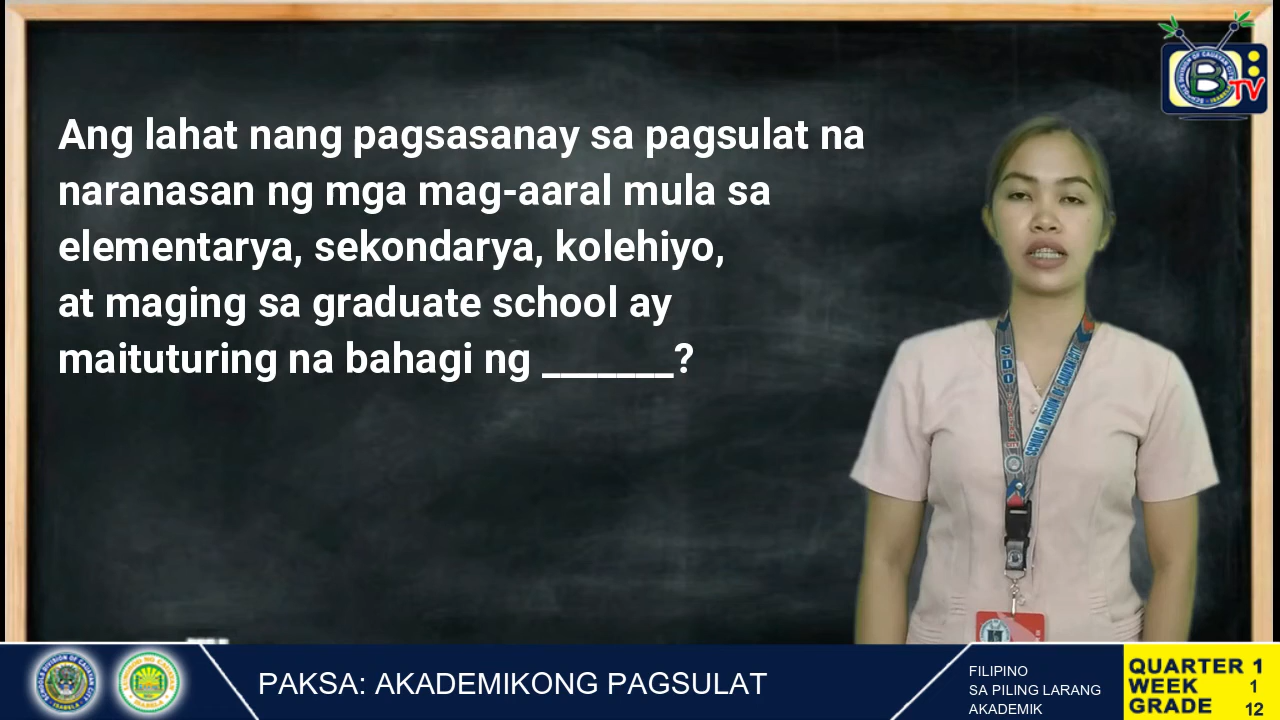 Ang lahat nang pagsasanay sa pagsulat na
naranasan ng mga mag-aaral mula sa
elementarya, sekondarya, kolehiyo,
at maging sa graduate school ay
maituturing na bahagi ng _______?
B
TV
PAKSA: AKADEMIKONG PAGSULAT
FILIPINO
SA PILING LARANG
AKADEMIK
QUARTER 1
WEEK 1
GRADE 12